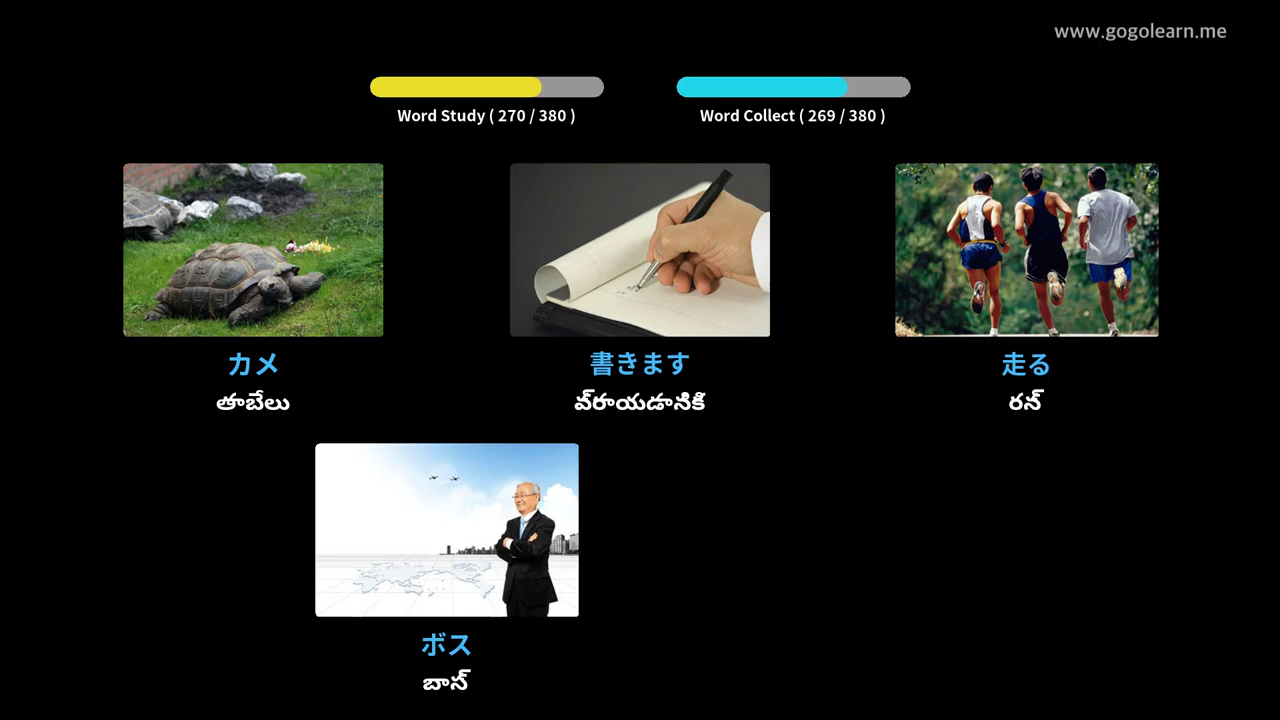 www.gogolearn.me
Word Study ( 270 / 380 )
Word Collect ( 269 / 380 )
カメ
తాబేలు
書きます
వ్రాయడానికి
走る
రన్
ボス
బాస్